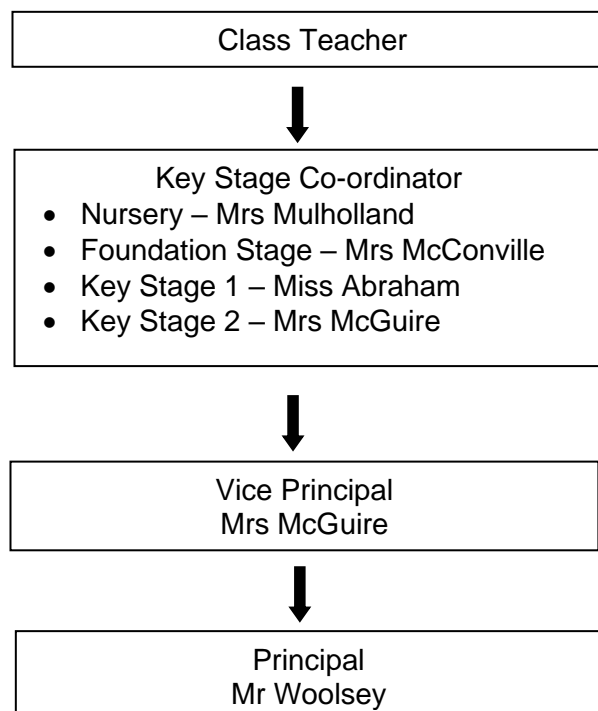 Class Teacher
Key Stage Co-ordinator
• Nursery – Mrs Mulholland
• Foundation Stage – Mrs McConville
• Key Stage 1 – Miss Abraham
• Key Stage 2 – Mrs McGuire
Vice Principal
Mrs McGuire
Principal
Mr Woolsey